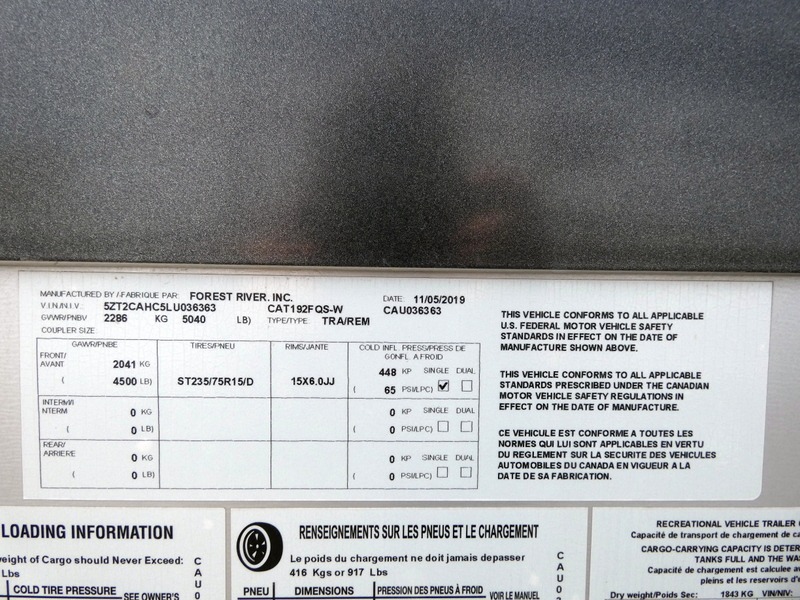 MANUFACTURED BY / FABRIQUE PAR: FOREST RIVER. INC. DATE: 11/05/2019
V.I.N./N.I.V.: 5ZT2CAHC5LU036363 CAT192FQS-W CAU036363
GVWR/PNBV 2286 KG 5040 LB) TYPE/TYPE: TRA/REM
COUPLER SIZE
GAWR/PNBE TIRES/PNEU RIMS/JANTE COLD INFL PRESS/PRESS DE
GONFL A FROID
FRONT/
AVANT 2041 KG 448 KP SINGLE DUAL
( 4500 LB) ST235/75R15/D 15X6.0JJ ( 65 PSI/LPC)
INTERM/I
NTERM 0 KG 0 KP SINGLE DUAL
( 0 LB) ( 0 PSI/LPC)
REAR/
ARRIERE 0 KG 0 KP SINGLE DUAL
( 0 LB) ( 0 PSI/LPC)
THIS VEHICLE CONFORMS TO ALL APPLICABLE
U.S. FEDERAL MOTOR VEHICLE SAFETY
STANDARDS IN EFFECT ON THE DATE OF
MANUFACTURE SHOWN ABOVE.
THIS VEHICLE CONFORMS TO ALL APPLICABLE
STANDARDS PRESCRIBED UNDER THE CANADIAN
MOTOR VEHICLE SAFETY REGULATIONS IN
EFFECT ON THE DATE OF MANUFACTURE.
CE VEHICULE EST CONFORME A TOUTES LES
NORMES QUI LUI SONT APPLICABLES EN VERTU
DU REGLEMENT SUR LA SECURITE DES VEHICULES
AUTOMOBILES DU CANADA EN VIGUEUR A LA
DATE DE SA FABRICATION.
LOADING INFORMATION
weight of Cargo should Never Exceed:
Lbs
COLD TIRE PRESSURE SEE OWNER'S
CAU0
RENSEIGNEMENTS SUR LES PNEUS ET LE CHARGEMENT
Le poids du chargement ne doit jamais depasser
416 Kgs or 917 Lbs
PNEU DIMENSIONS PRESSION DES PNEUS À FROID VOIR LE MANUEL
CAU0
RECREATIONAL VEHICLE TRAILER
Capacité de transport de chargement de
CARGO-CARRYING CAPACITY IS
TANKS FULL AND THE
Capacité de chargement est calculée
pleins et les réservoirs
Dry weight/Poids Sec: 1843 KG VIN/NIV: